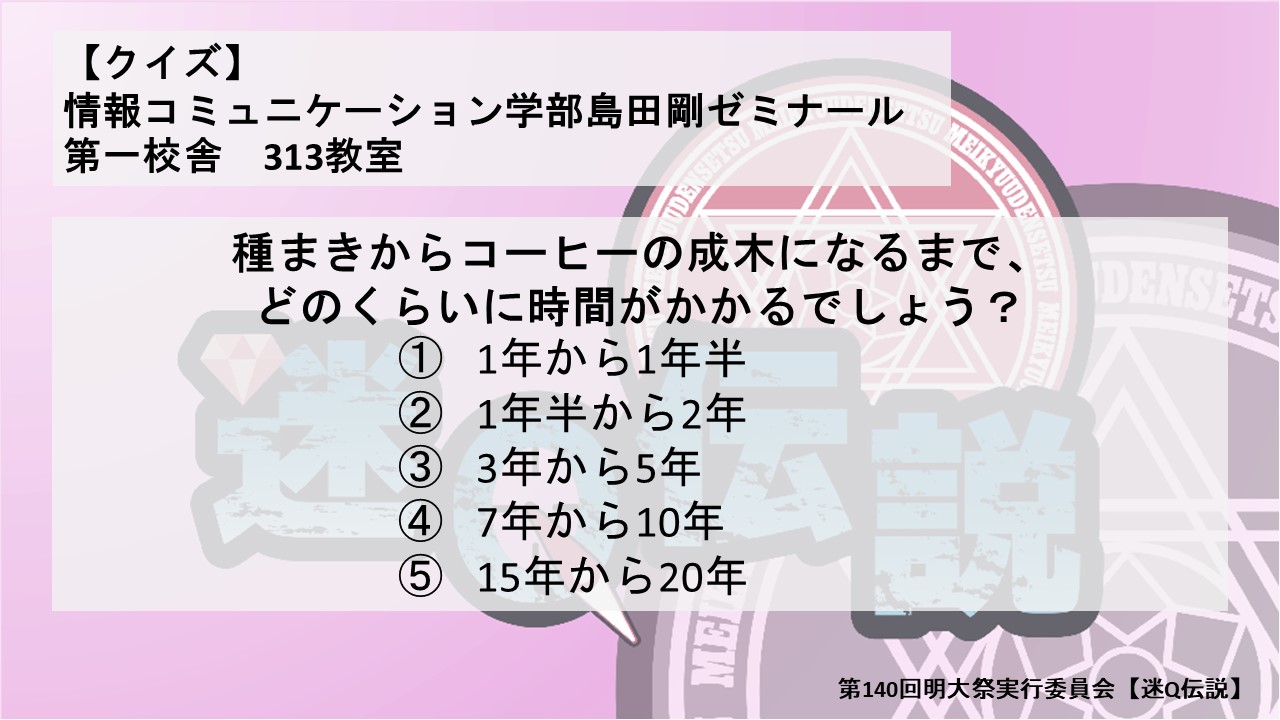 【クイズ】
情報コミュニケーション学部島田剛ゼミナール
第一校舎　313教室
種まきからコーヒーの成木になるまで、
どのくらいに時間がかかるでしょう？
①　1年から1年半
②　1年半から2年
③　3年から5年
④　7年から10年
⑤　15年から20年
迷Q伝説
MEIKYUUDENSETSU
第140回明大祭実行委員会【迷Q伝説】